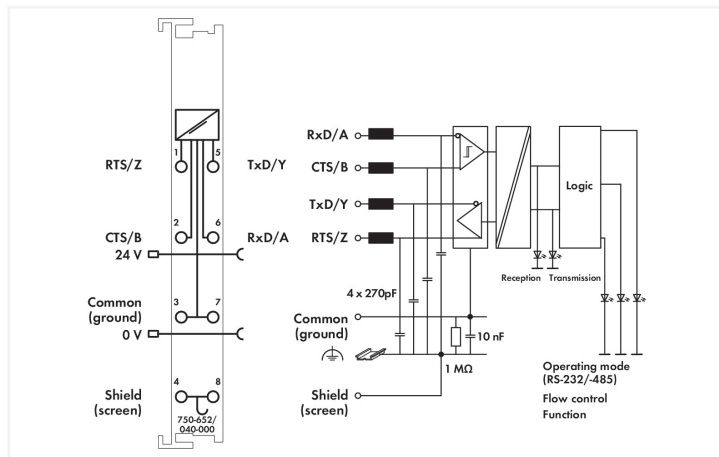 1
5
RTS/Z
TxD/Y
2
6
CTS/B
RxD/A
24 V
Common
(ground)
3
7
0 V
Shield
(screen)
4
8
750-652/
040-000
RxD/A
CTS/B
TxD/Y
RTS/Z
Logic
Reception
Transmission
4 x 270pF
Common
(ground)
10 nF
1 MΩ
Shield
(screen)
Operating mode
(RS-232/-485)
Flow control
Function